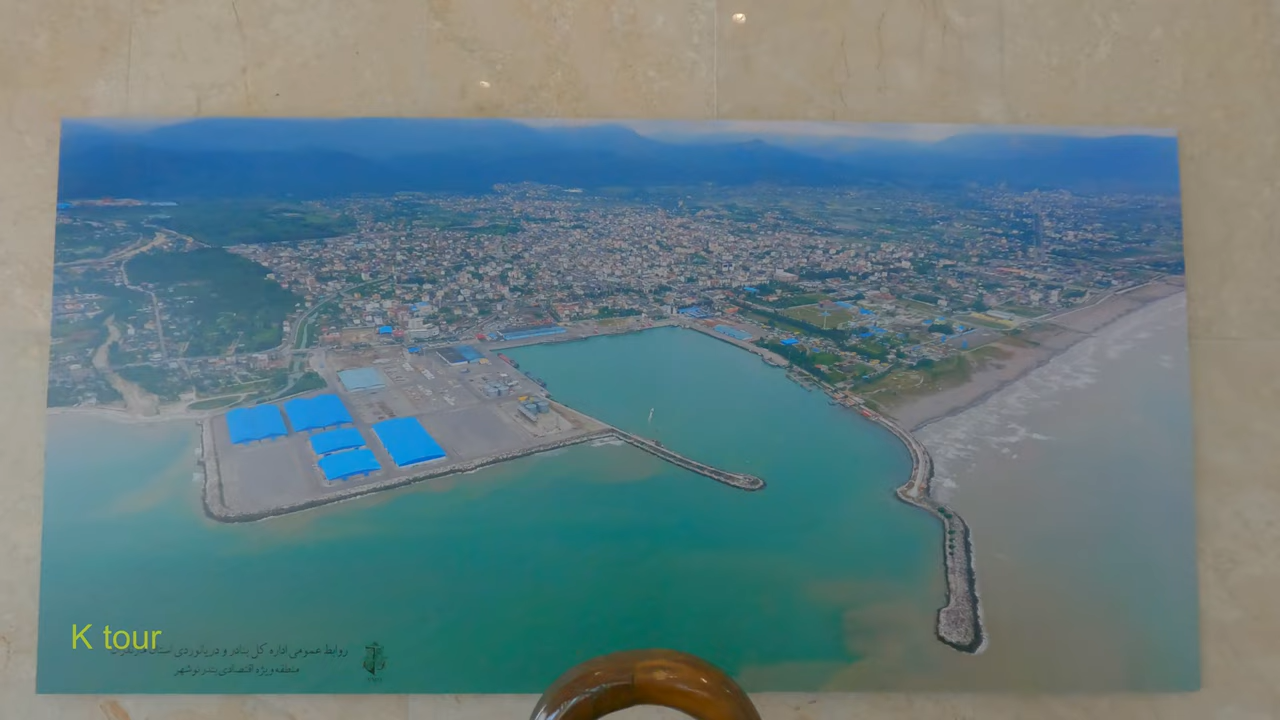 K tour
روابط عمومی اداره کل بنادر و دریانوردی استان مازندران
منطقه ویژه اقتصادی بندر نوشهر